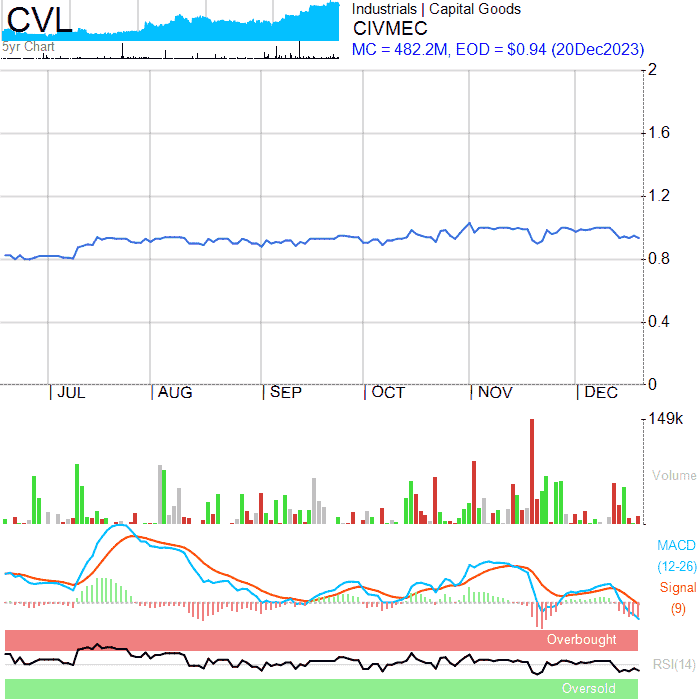 CVL
5yr Chart
Industrials | Capital Goods
CIVMEC
MC = 482.2M, EOD = $0.94 (20Dec2023)
2
1.6
1.2
0.8
0.4
0
JUL AUG SEP OCT NOV DEC
149k
Volume
MACD
(12-26)
Signal
(9)
Overbought
RSI(14)
Oversold